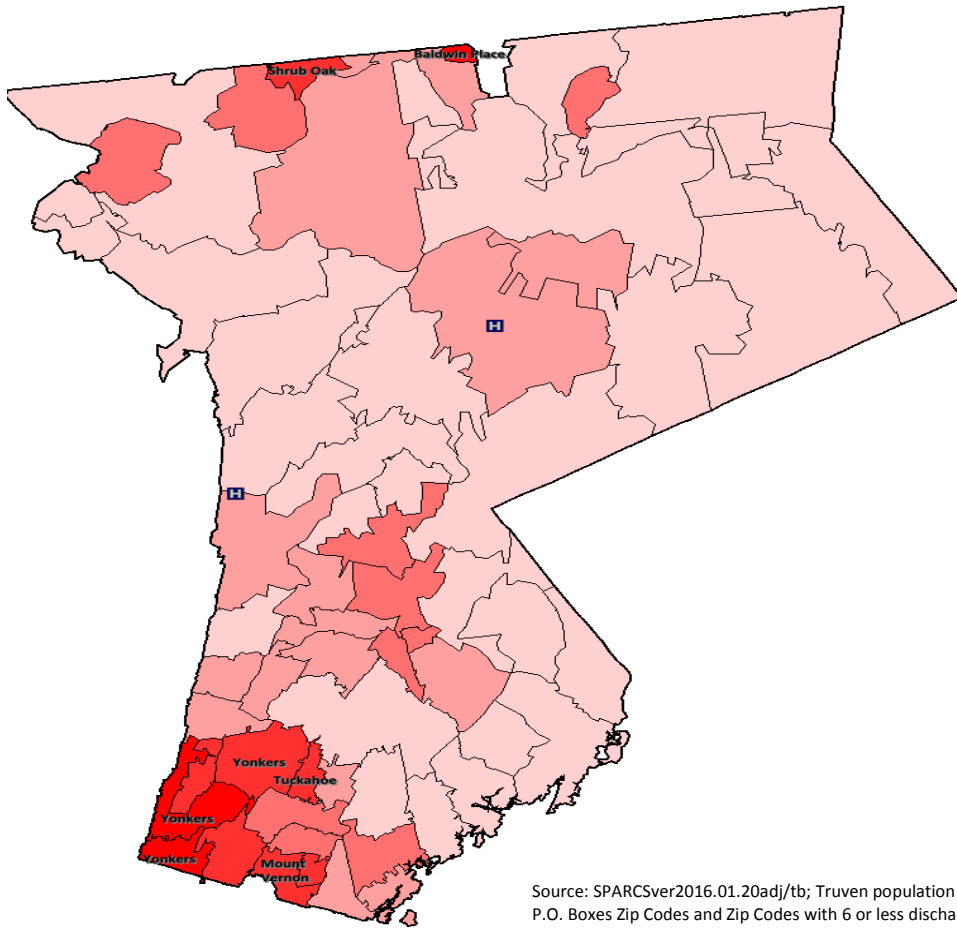 Baldwin Place
Shrub Oak
H
H
Yonkers
Tuckahoe
Yonkers
Yonkers
Mount
Vernon
Source: SPARCSver2016.01.20adj/tb; Truven population
P.O. Boxes Zip Codes and Zip Codes with 6 or less discha